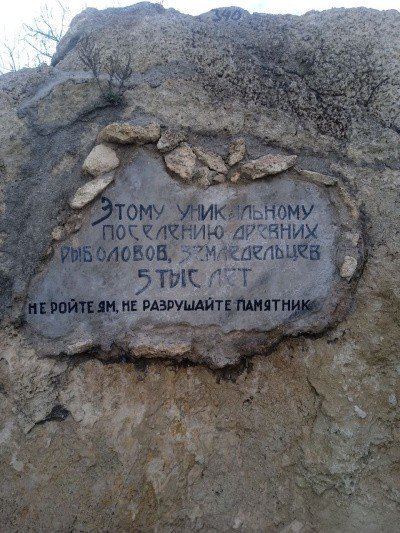 Этому уникальному
поселению древних
рыболовов, земледельцев
5 тыс лет
не ройте ям, не разрушайте памятник